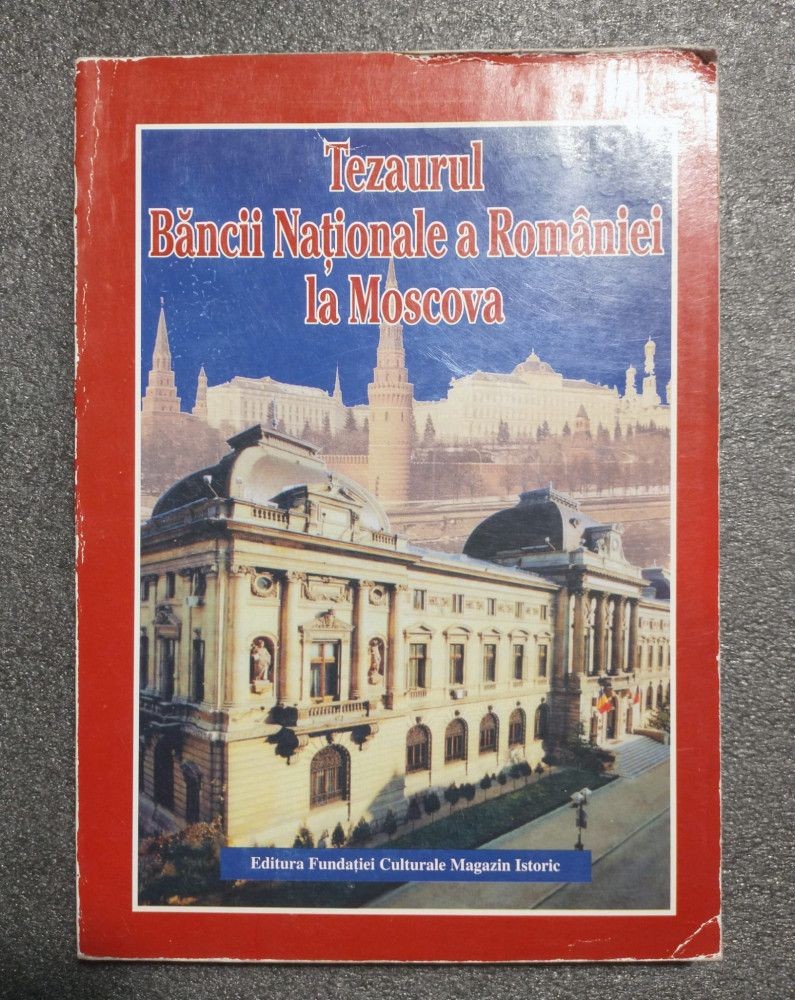 Tezaurul
Băncii Naționale a României
la Moscova
Editura Fundației Culturale Magazin Istoric